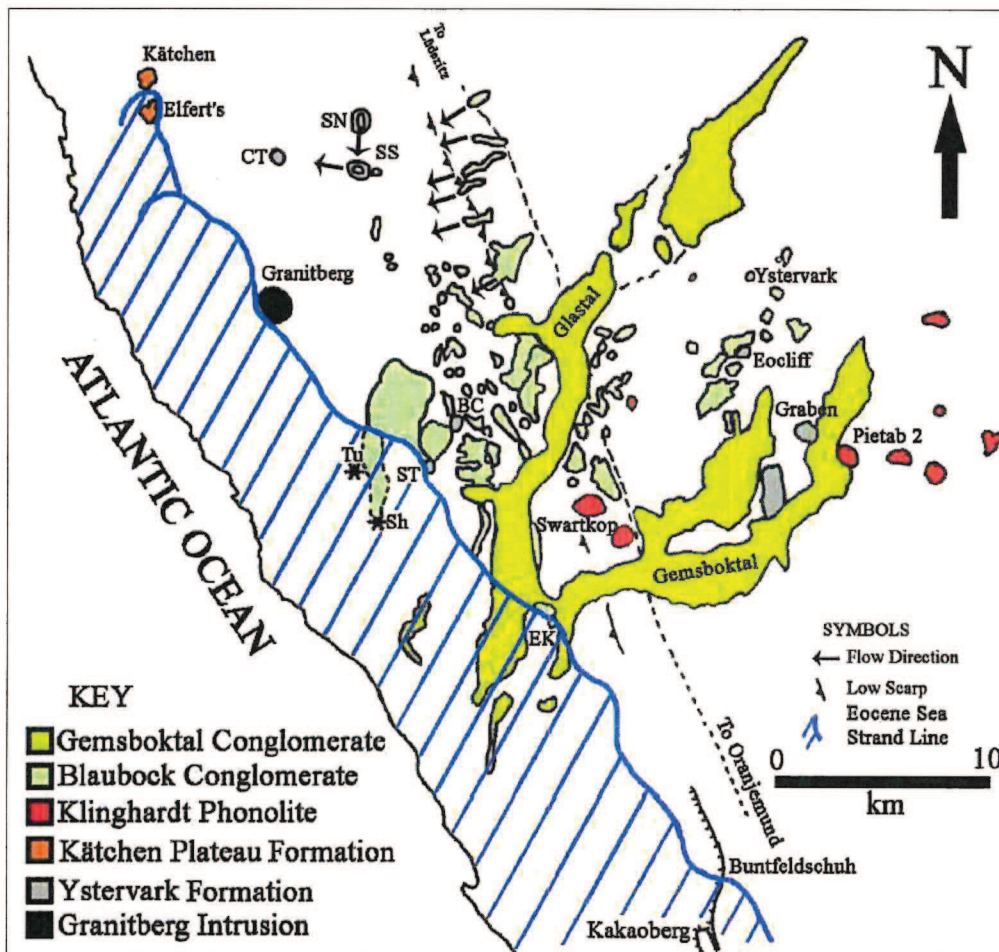 Kätchen
Elfert's
To
Lüderitz
N
SN
CT
SS
Granitberg
Glastal
Ystervark
Eocliff
BC
Graben
Pietab 2
Tu
ST
Sh
Swartkop
Gemsboktal
ATLANTIC OCEAN
EK
SYMBOLS
Flow Direction
Low Scarp
Eocene Sea
Strand Line
To Oranjemund
0 10
km
KEY
Gemsboktal Conglomerate
Blaubock Conglomerate
Klinghardt Phonolite
Kätchen Plateau Formation
Ystervark Formation
Granitberg Intrusion
Buntfeldschuh
Kakaoberg